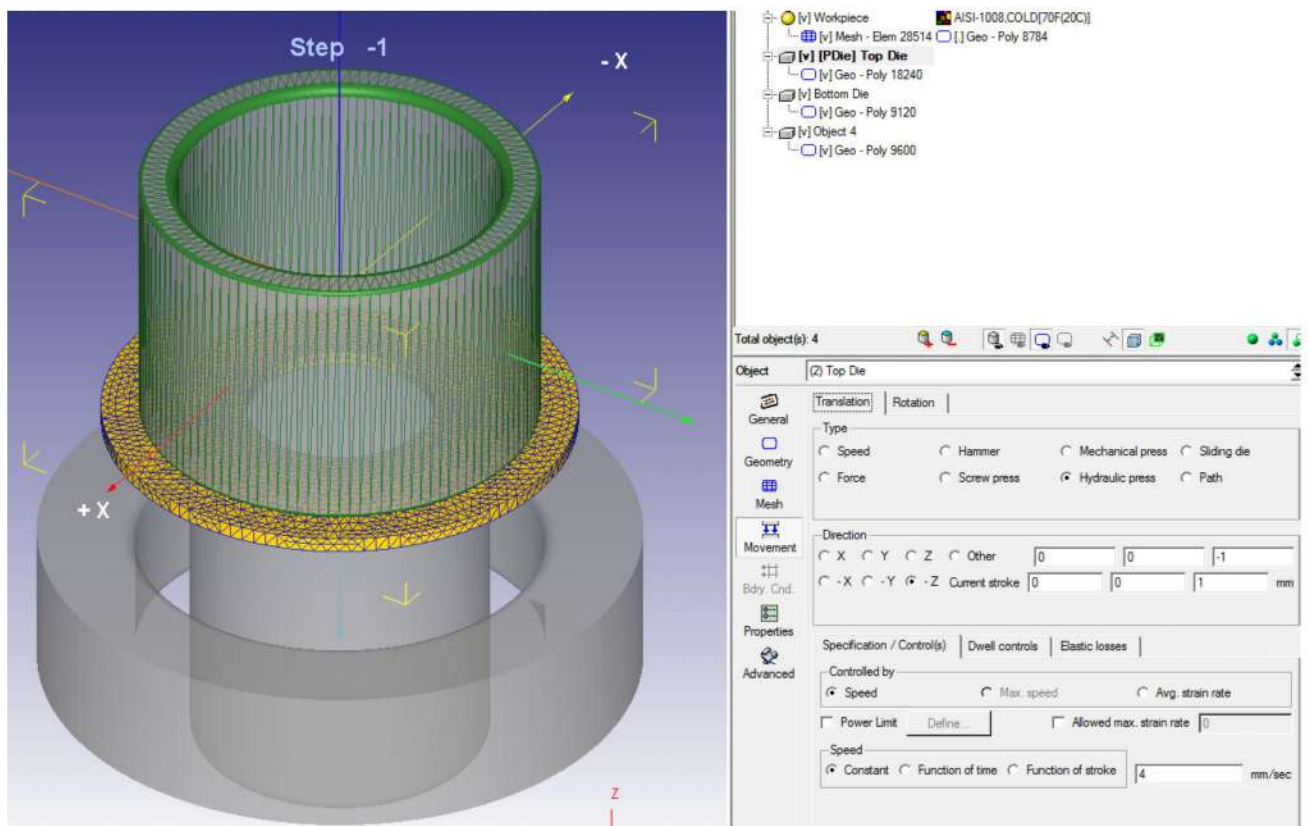 Step -1
- X
+ X
Z
[v] Workpiece AISI-1008,COLD[70F(20C)]
[v] Mesh - Elem 28514 [.] Geo - Poly 8784
[v] [PDie] Top Die
[v] Geo - Poly 18240
[v] Bottom Die
[v] Geo - Poly 9120
[v] Object 4
[v] Geo - Poly 9600
Total object(s): 4
Object (2) Top Die
General
Geometry
Mesh
Movement
Bdy. Cnd.
Properties
Advanced
Translation Rotation
Type
Speed Hammer Mechanical press Sliding die
Force Screw press Hydraulic press Path
Direction
X Y Z Other 0 0 -1
-X -Y -Z Current stroke 0 0 1 mm
Specification / Control(s) Dwell controls Elastic losses
Controlled by
Speed Max. speed Avg. strain rate
Power Limit Define... Allowed max. strain rate 0
Speed
Constant Function of time Function of stroke 4 mm/sec